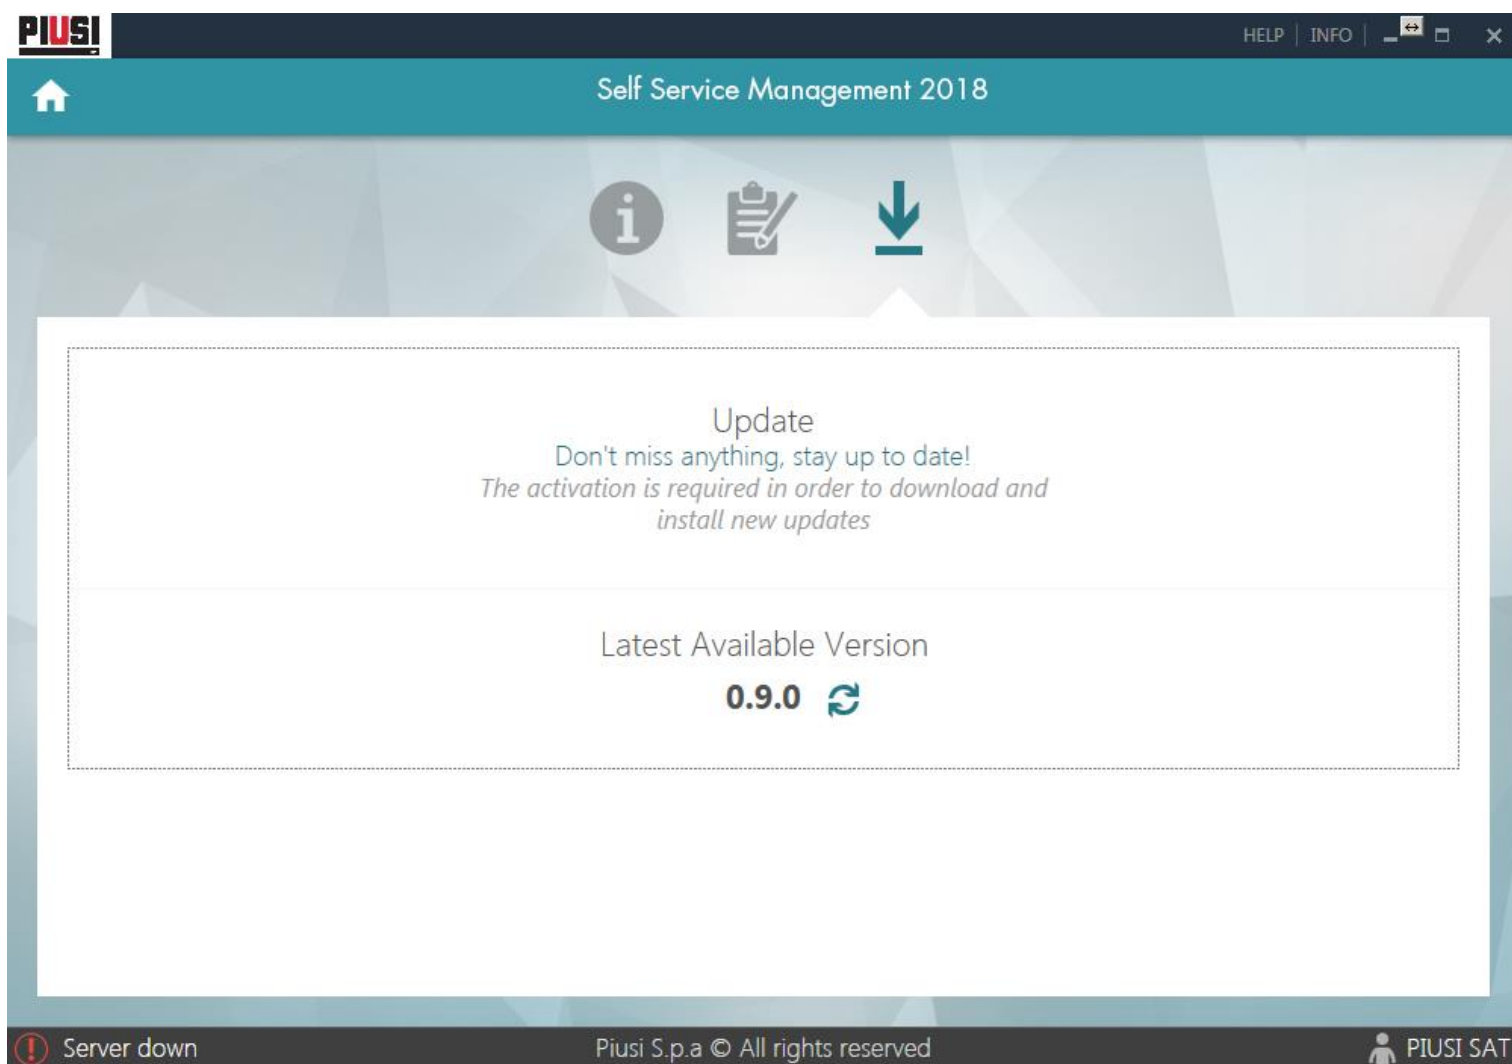 PIUSI
HELP | INFO |
Self Service Management 2018
Update
Don't miss anything, stay up to date!
The activation is required in order to download and
install new updates
Latest Available Version
0.9.0
Server down
Piusi S.p.a © All rights reserved
PIUSI SAT